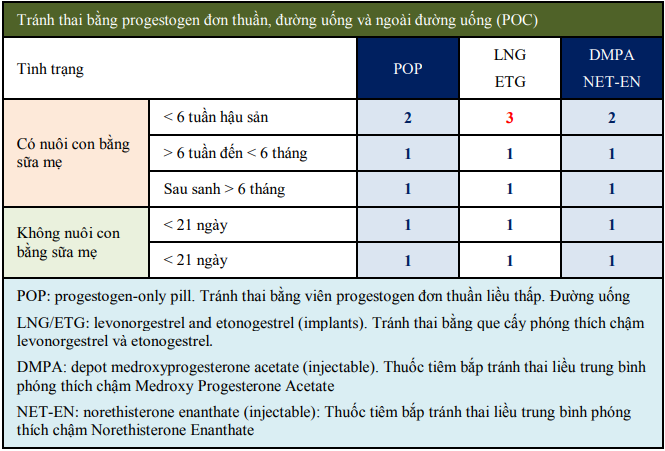 Tránh thai bằng progestogen đơn thuần, đường uống và ngoài đường uống (POC)
Tình trạng POP LNG ETG DMPA NET-EN
Có nuôi con bằng sữa mẹ
< 6 tuần hậu sản 2 3 2
> 6 tuần đến < 6 tháng 1 1 1
Sau sanh > 6 tháng 1 1 1
Không nuôi con bằng sữa mẹ
< 21 ngày 1 1 1
< 21 ngày 1 1 1
POP: progestogen-only pill. Tránh thai bằng viên progestogen đơn thuần liều thấp. Đường uống
LNG/ETG: levonorgestrel and etonogestrel (implants). Tránh thai bằng que cấy phóng thích chậm
levonorgestrel và etonogestrel.
DMPA: depot medroxyprogesterone acetate (injectable). Thuốc tiêm bắp tránh thai liều trung bình
phóng thích chậm Medroxy Progesterone Acetate
NET-EN: norethisterone enanthate (injectable): Thuốc tiêm bắp tránh thai liều trung bình phóng
thích chậm Norethisterone Enanthate